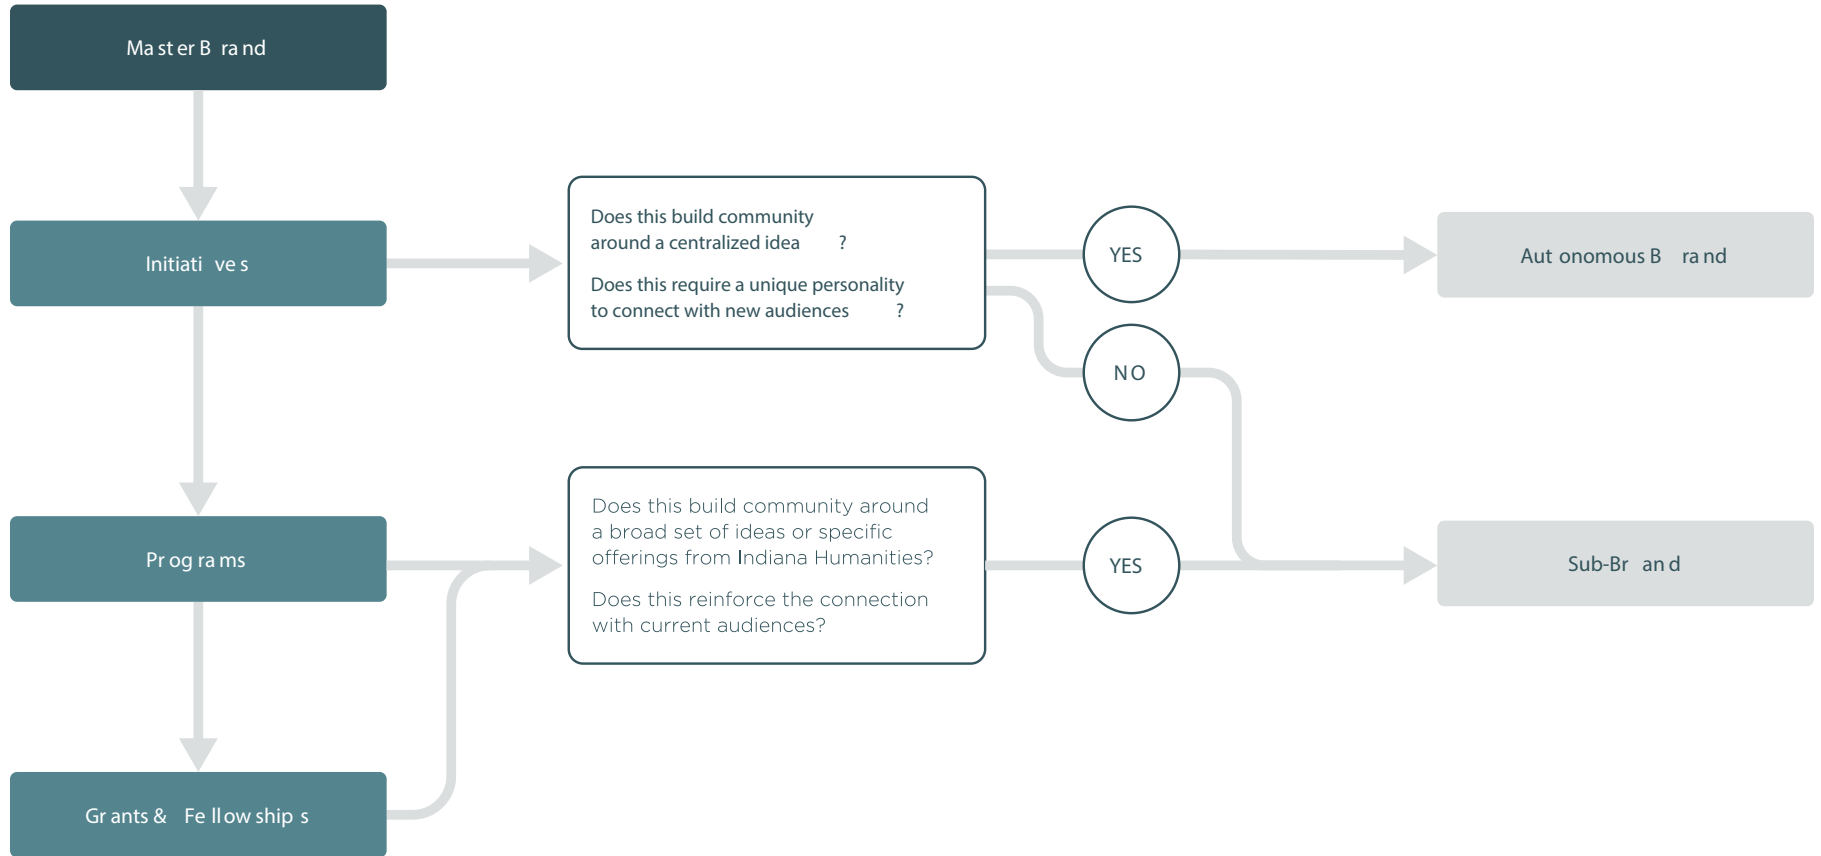 Master Brand
Initiatives
Does this build community
around a centralized idea ?
Does this require a unique personality
to connect with new audiences ?
YES
Autonomous Brand
NO
Programs
Does this build community around
a broad set of ideas or specific
offerings from Indiana Humanities?
Does this reinforce the connection
with current audiences?
YES
Sub-Brand
Grants & Fellowships